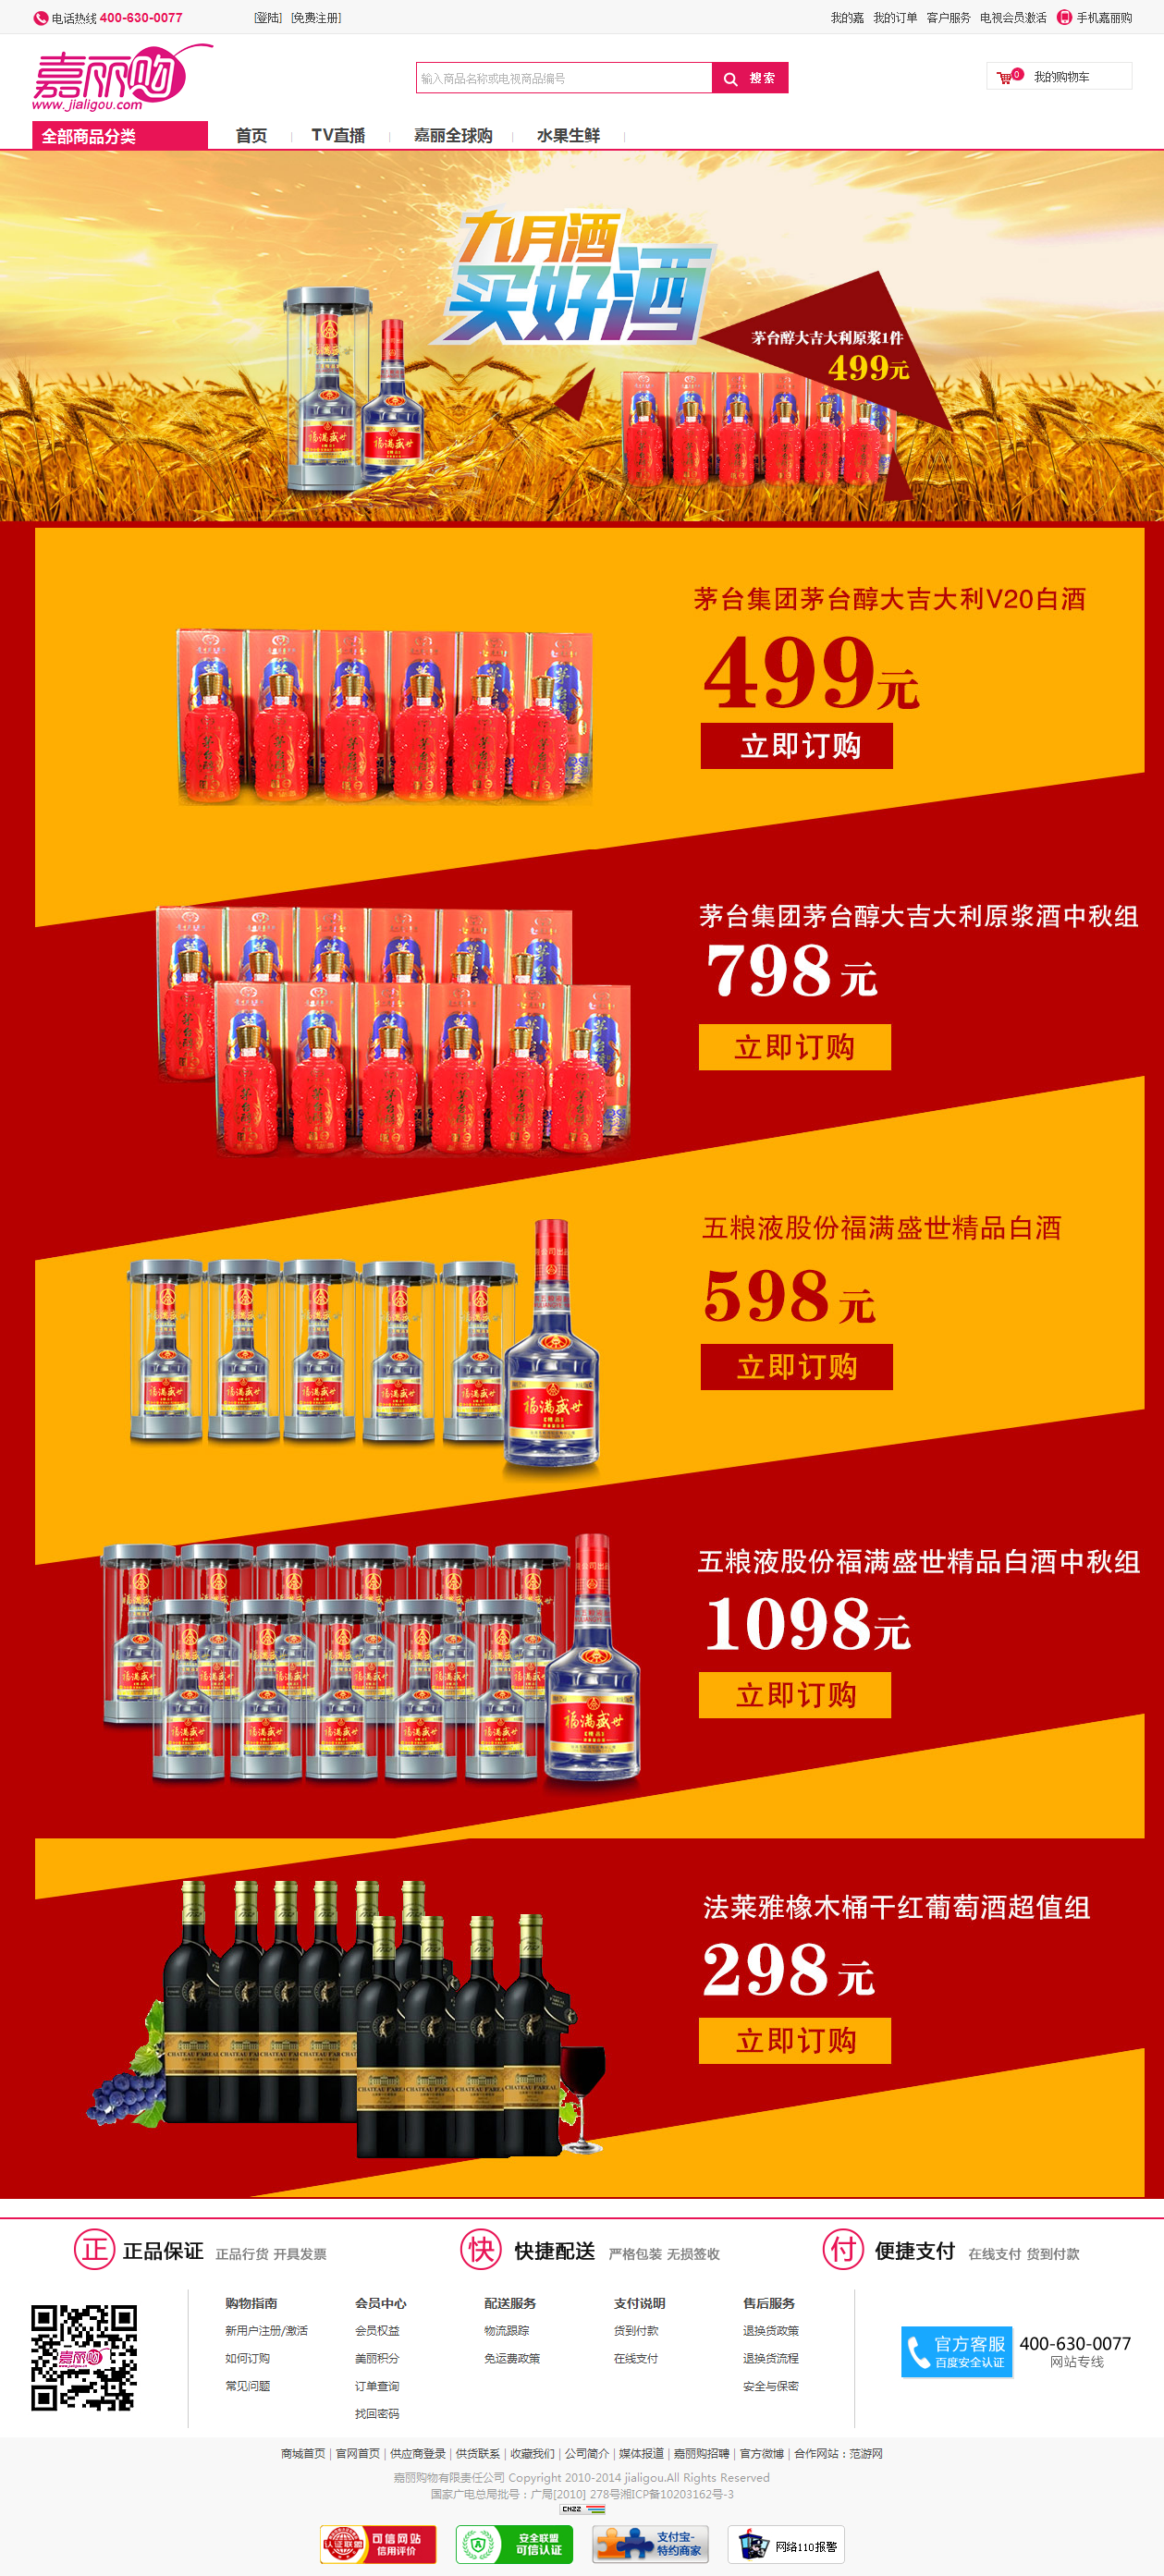 电话热线 400-630-0077 [登陆] [免费注册] 我的嘉 我的订单 客户服务 电视会员激活 手机嘉丽购
嘉丽购
www.jialigou.com
输入商品名称或电视商品编号 搜索
0 我的购物车
全部商品分类 首页 TV直播 嘉丽全球购 水果生鲜
九月酒
买好酒
茅台醇大吉大利原浆1件
499元
福满盛世
福满盛世
茅台集团茅台醇大吉大利V20白酒
499元
立即订购
茅台集团茅台醇大吉大利原浆酒中秋组
798元
立即订购
五粮液股份福满盛世精品白酒
598元
立即订购
福满盛世
五粮液股份福满盛世精品白酒中秋组
1098元
立即订购
福满盛世
法莱雅橡木桶干红葡萄酒超值组
298元
立即订购
正 正品保证 正品行货 开具发票 快 快捷配送 严格包装 无损签收 付 便捷支付 在线支付 货到付款
购物指南 会员中心 配送服务 支付说明 售后服务
新用户注册/激活 会员权益 物流跟踪 货到付款 退换货政策
如何订购 美丽积分 免运费政策 在线支付 退换货流程
常见问题 订单查询 安全与保密
找回密码
嘉丽购
官方客服
百度安全认证
400-630-0077
网站专线
商城首页 | 官网首页 | 供应商登录 | 供货联系 | 收藏我们 | 公司简介 | 媒体报道 | 嘉丽购招聘 | 官方微博 | 合作网站：范游网
嘉丽购物有限责任公司 Copyright 2010-2014 jialigou.All Rights Reserved
国家广电总局批号：广局[2010] 278号湘ICP备10203162号-3
CNZZ
认证联盟 可信网站 信用评价
安全联盟 可信认证
支付宝-特约商家
网络110报警